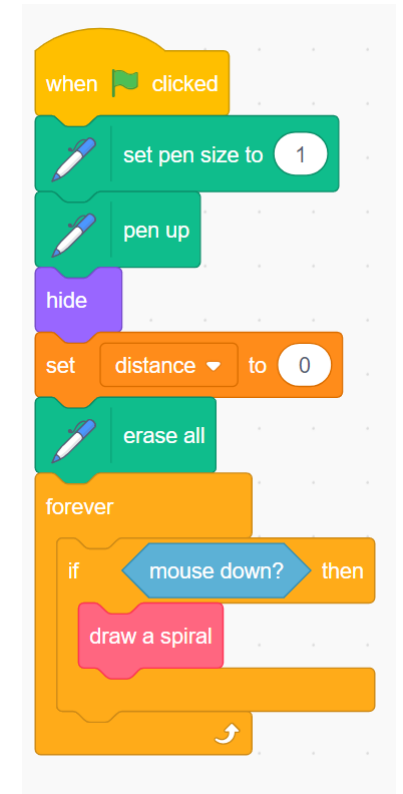 when clicked
set pen size to 1
pen up
hide
set distance to 0
erase all
forever
if mouse down? then
draw a spiral